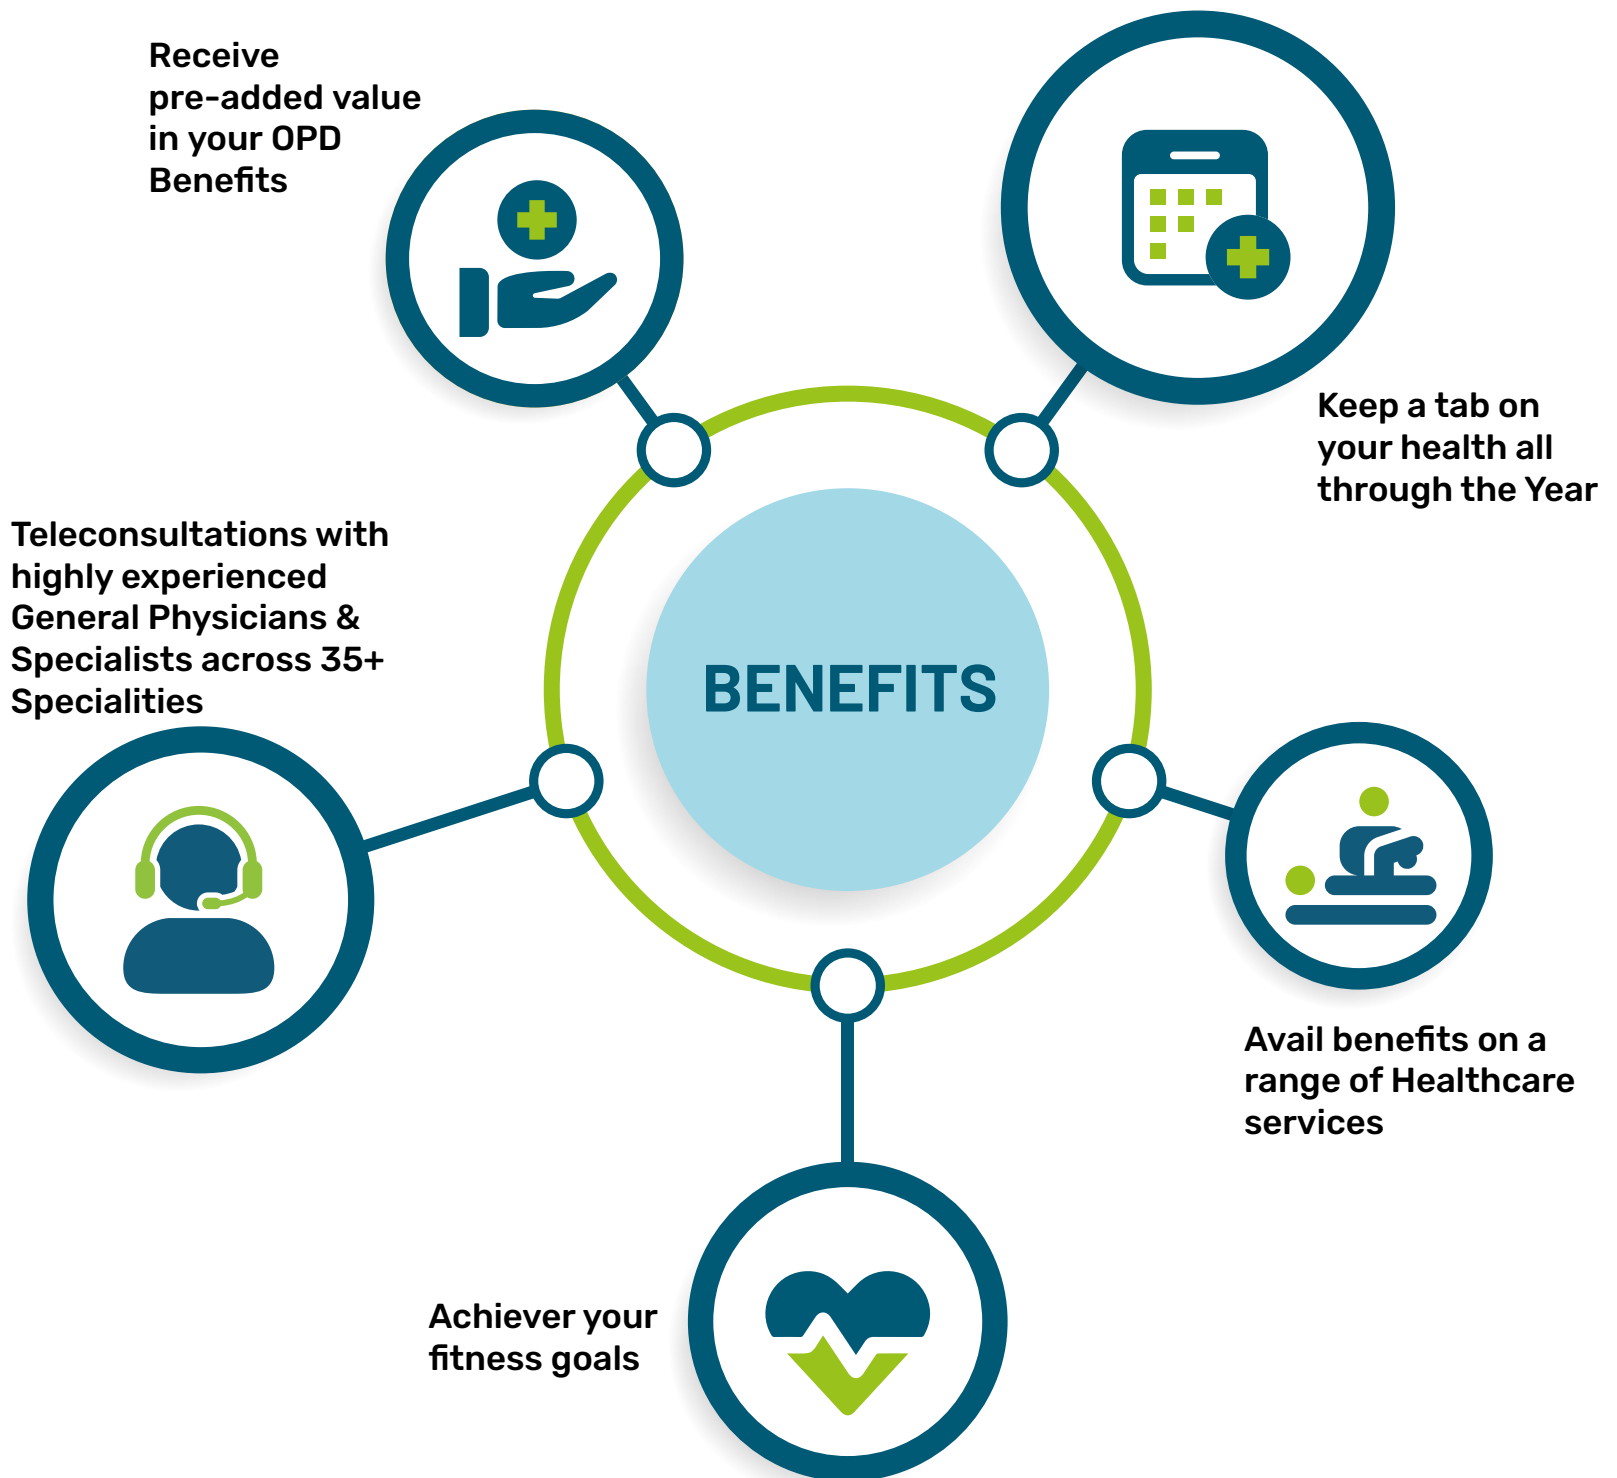 Receive
pre-added value
in your OPD
Benefits
Keep a tab on
your health all
through the Year
Teleconsultations with
highly experienced
General Physicians &
Specialists across 35+
Specialities
BENEFITS
Avail benefits on a
range of Healthcare
services
Achiever your
fitness goals